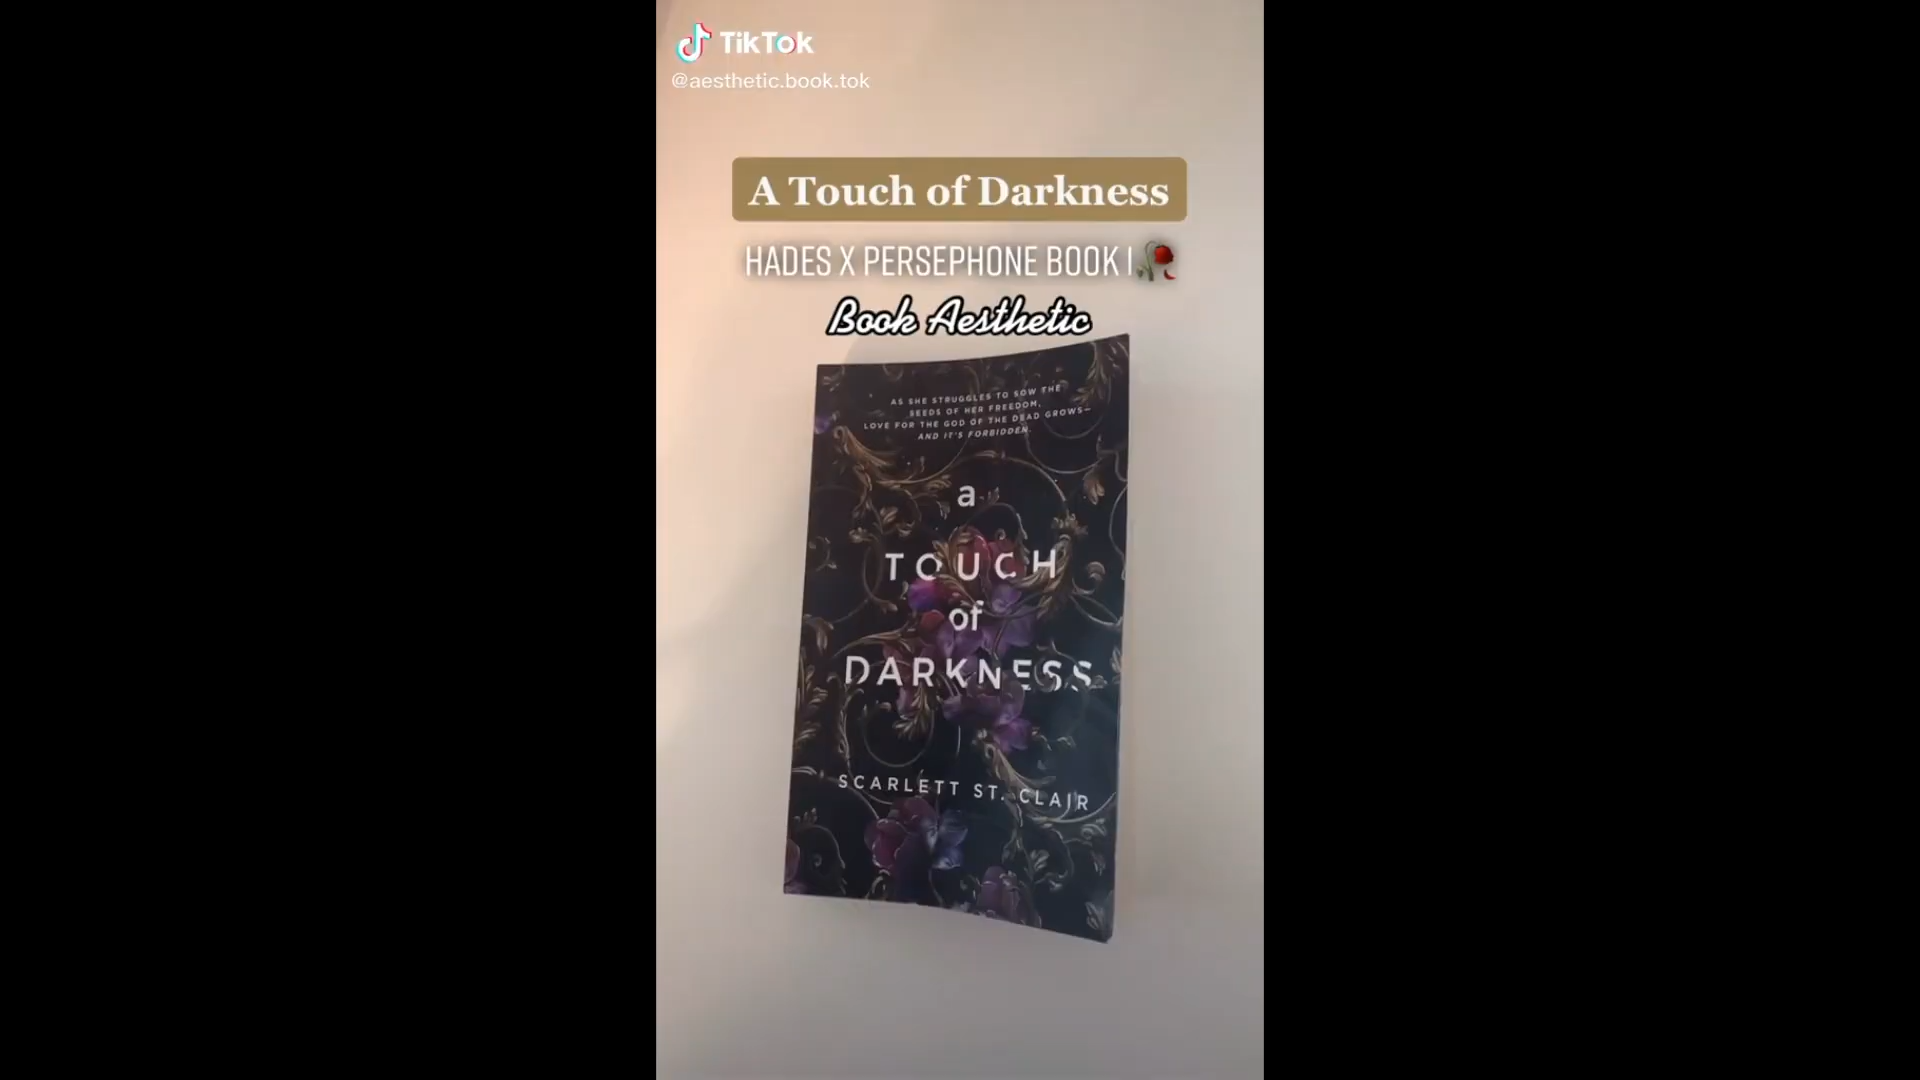 TikTok
@aesthetic.book.tok
A Touch of Darkness
HADES X PERSEPHONE BOOK I🥀
Book Aesthetic
AS SHE STRUGGLES TO SOW THE
SEEDS OF HER FREEDOM,
LOVE FOR THE GOD OF THE DEAD GROWS—
AND IT'S FORBIDDEN.
a
TOUCH
of
DARKNESS
SCARLETT ST. CLAIR